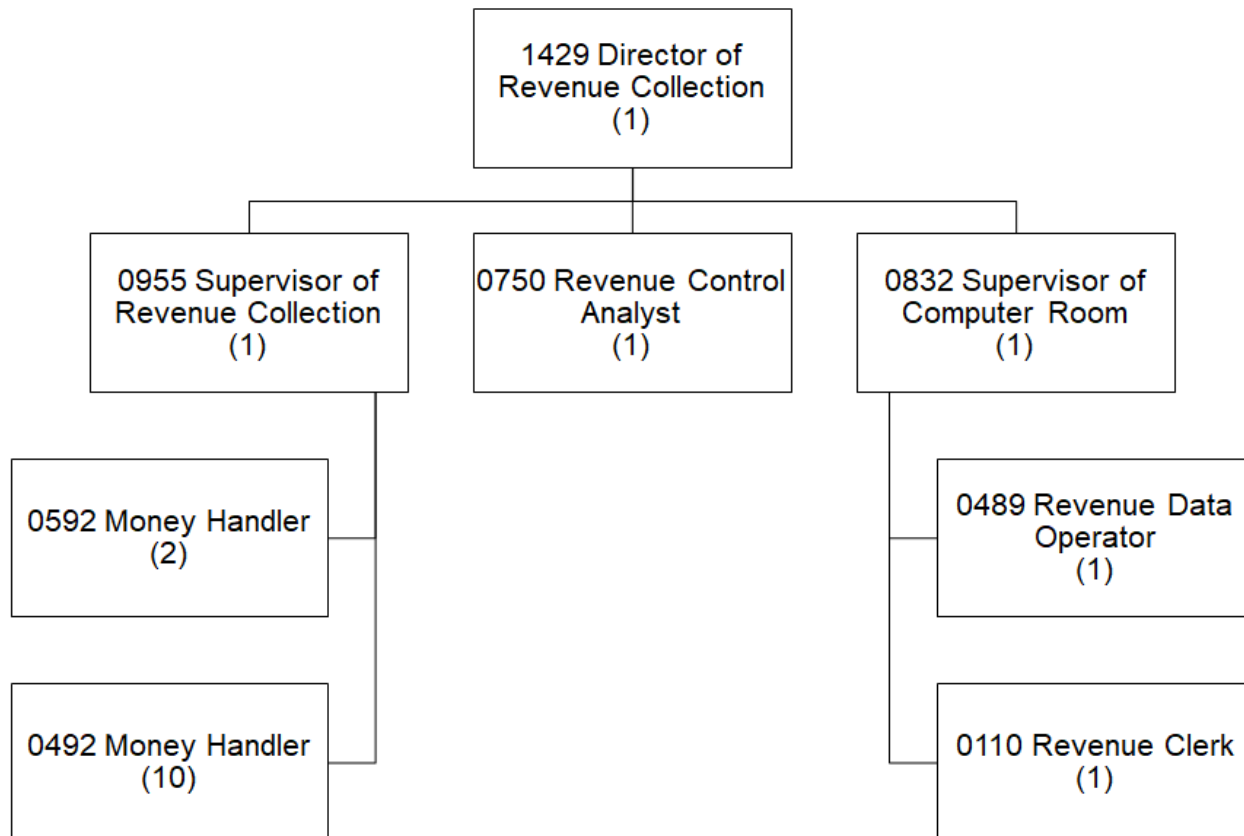 1429 Director of
Revenue Collection
(1)
0955 Supervisor of
Revenue Collection
(1)
0750 Revenue Control
Analyst
(1)
0832 Supervisor of
Computer Room
(1)
0592 Money Handler
(2)
0489 Revenue Data
Operator
(1)
0492 Money Handler
(10)
0110 Revenue Clerk
(1)